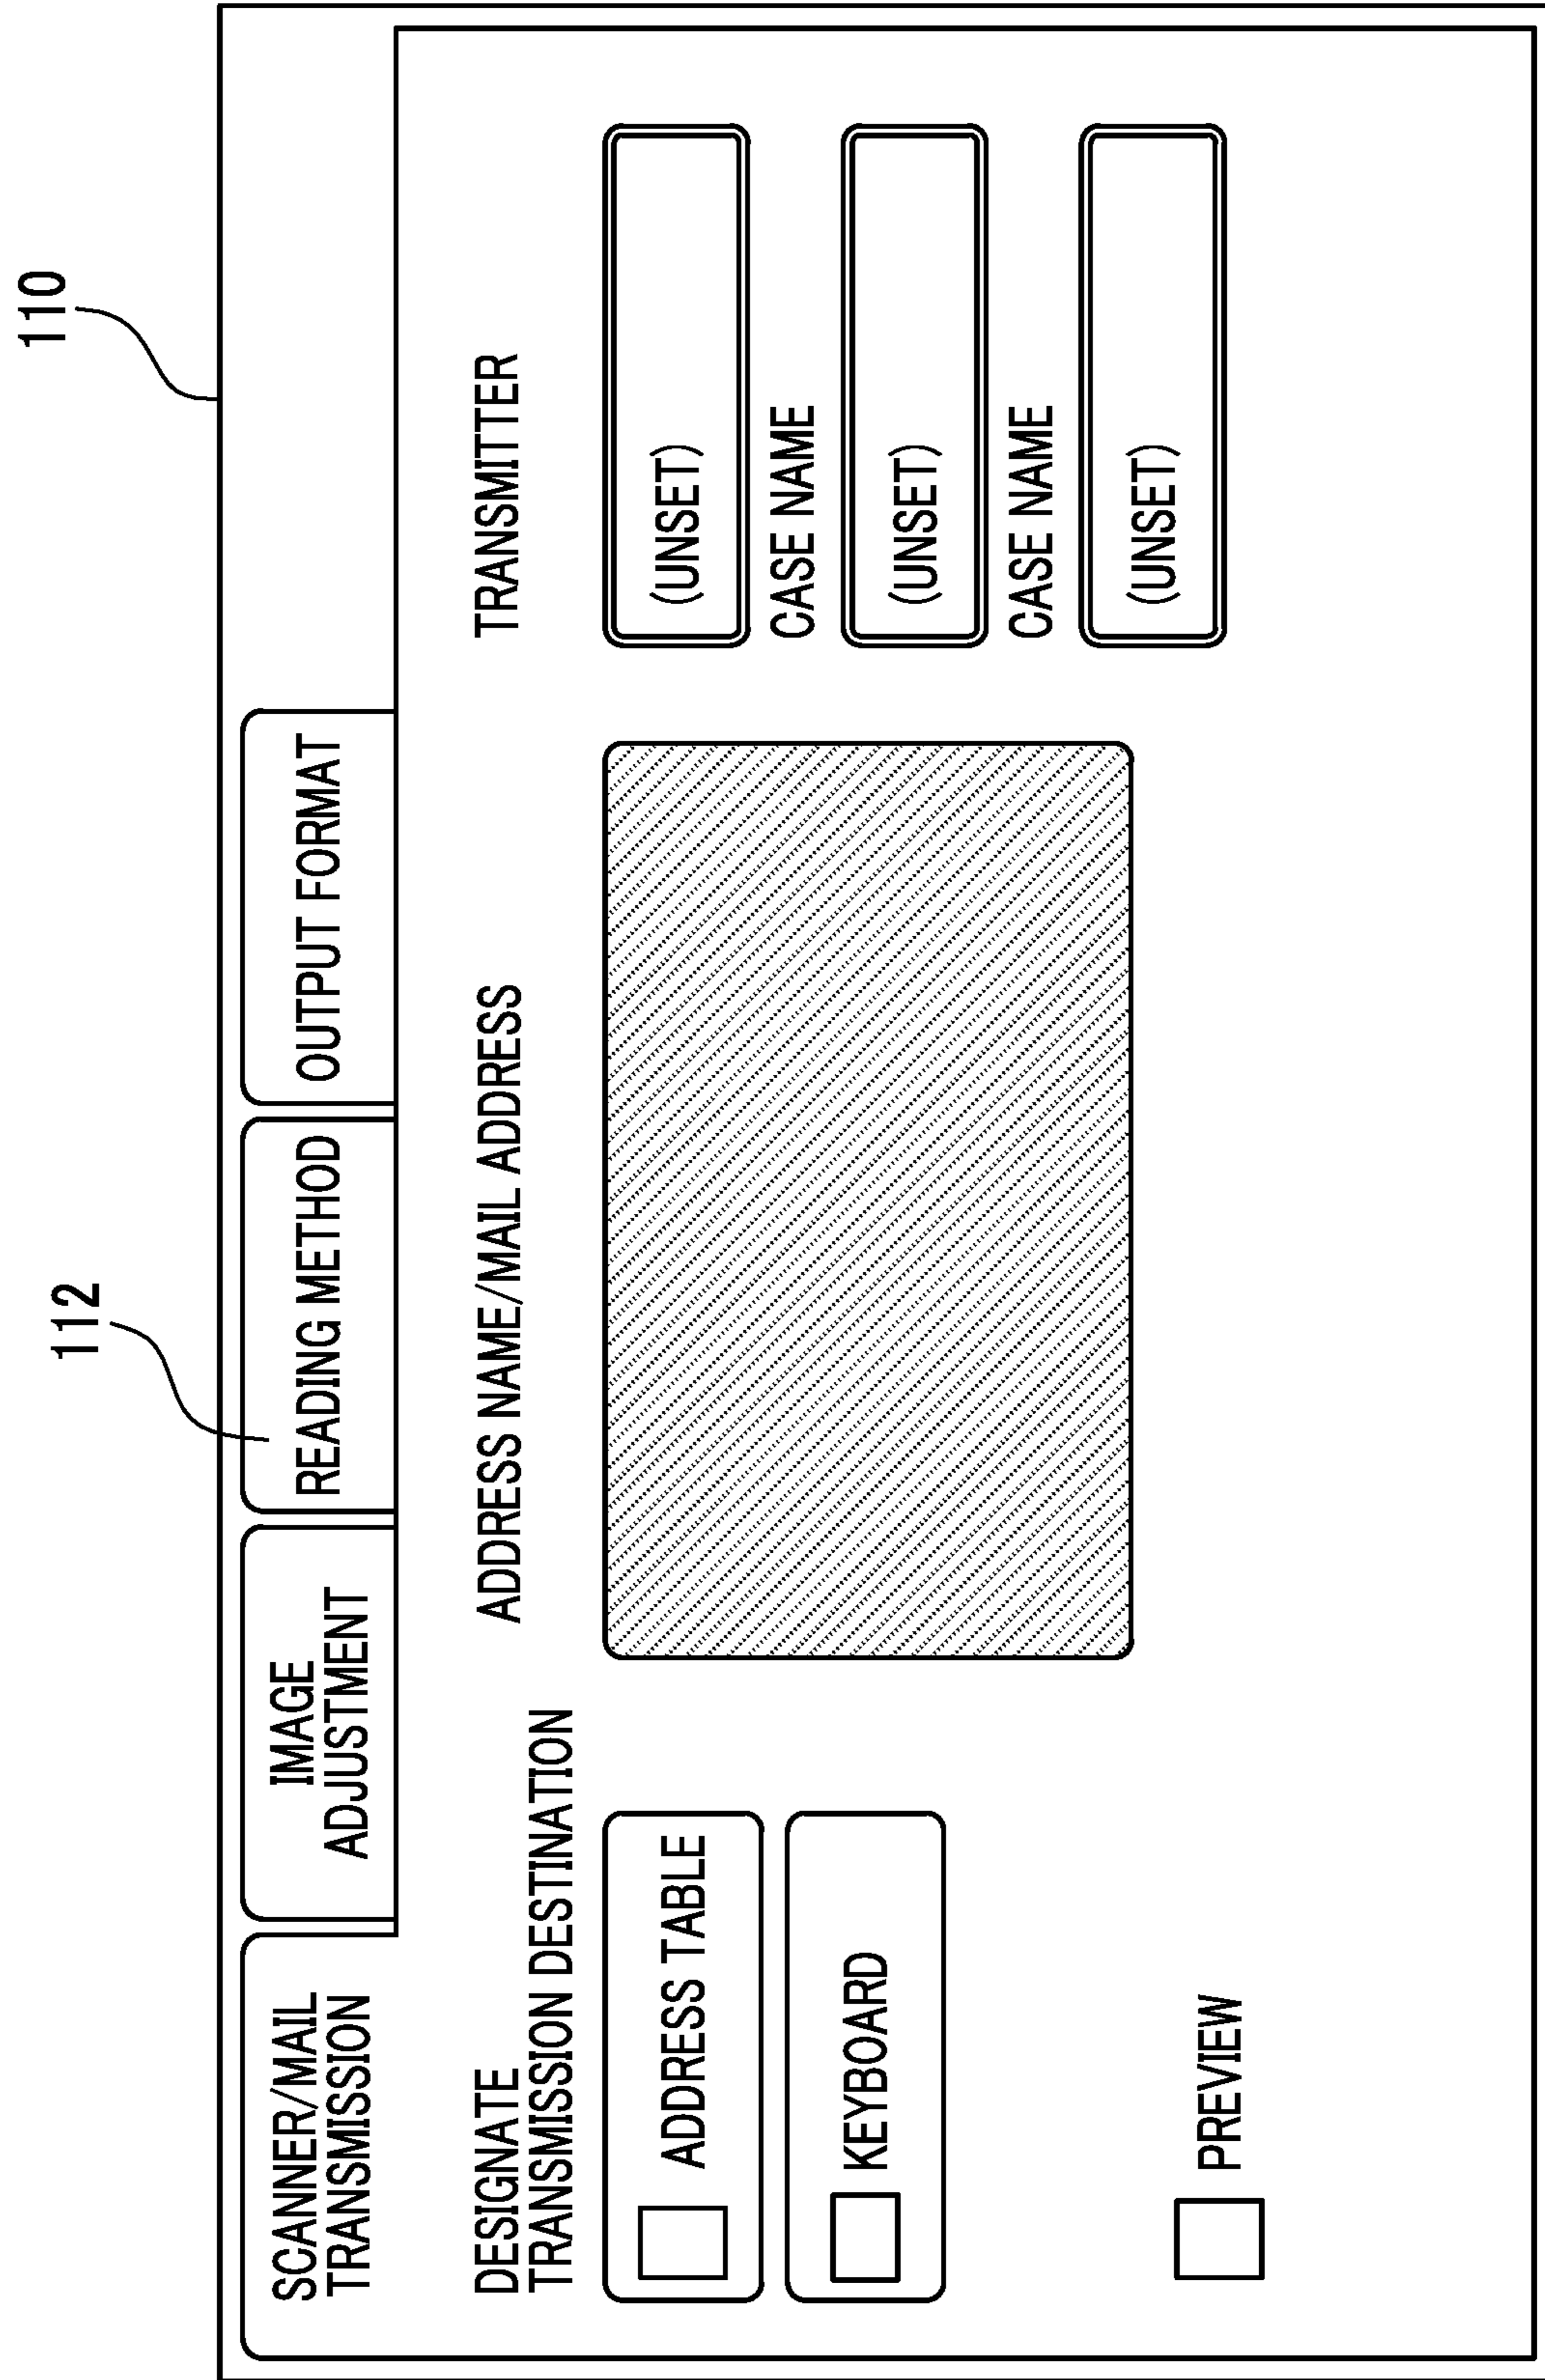 110
112
SCANNER/MAIL
TRANSMISSION
IMAGE
ADJUSTMENT
READING METHOD
OUTPUT FORMAT
DESIGNATE
TRANSMISSION DESTINATION
ADDRESS TABLE
KEYBOARD
PREVIEW
ADDRESS NAME/MAIL ADDRESS
TRANSMITTER
(UNSET)
CASE NAME
(UNSET)
CASE NAME
(UNSET)